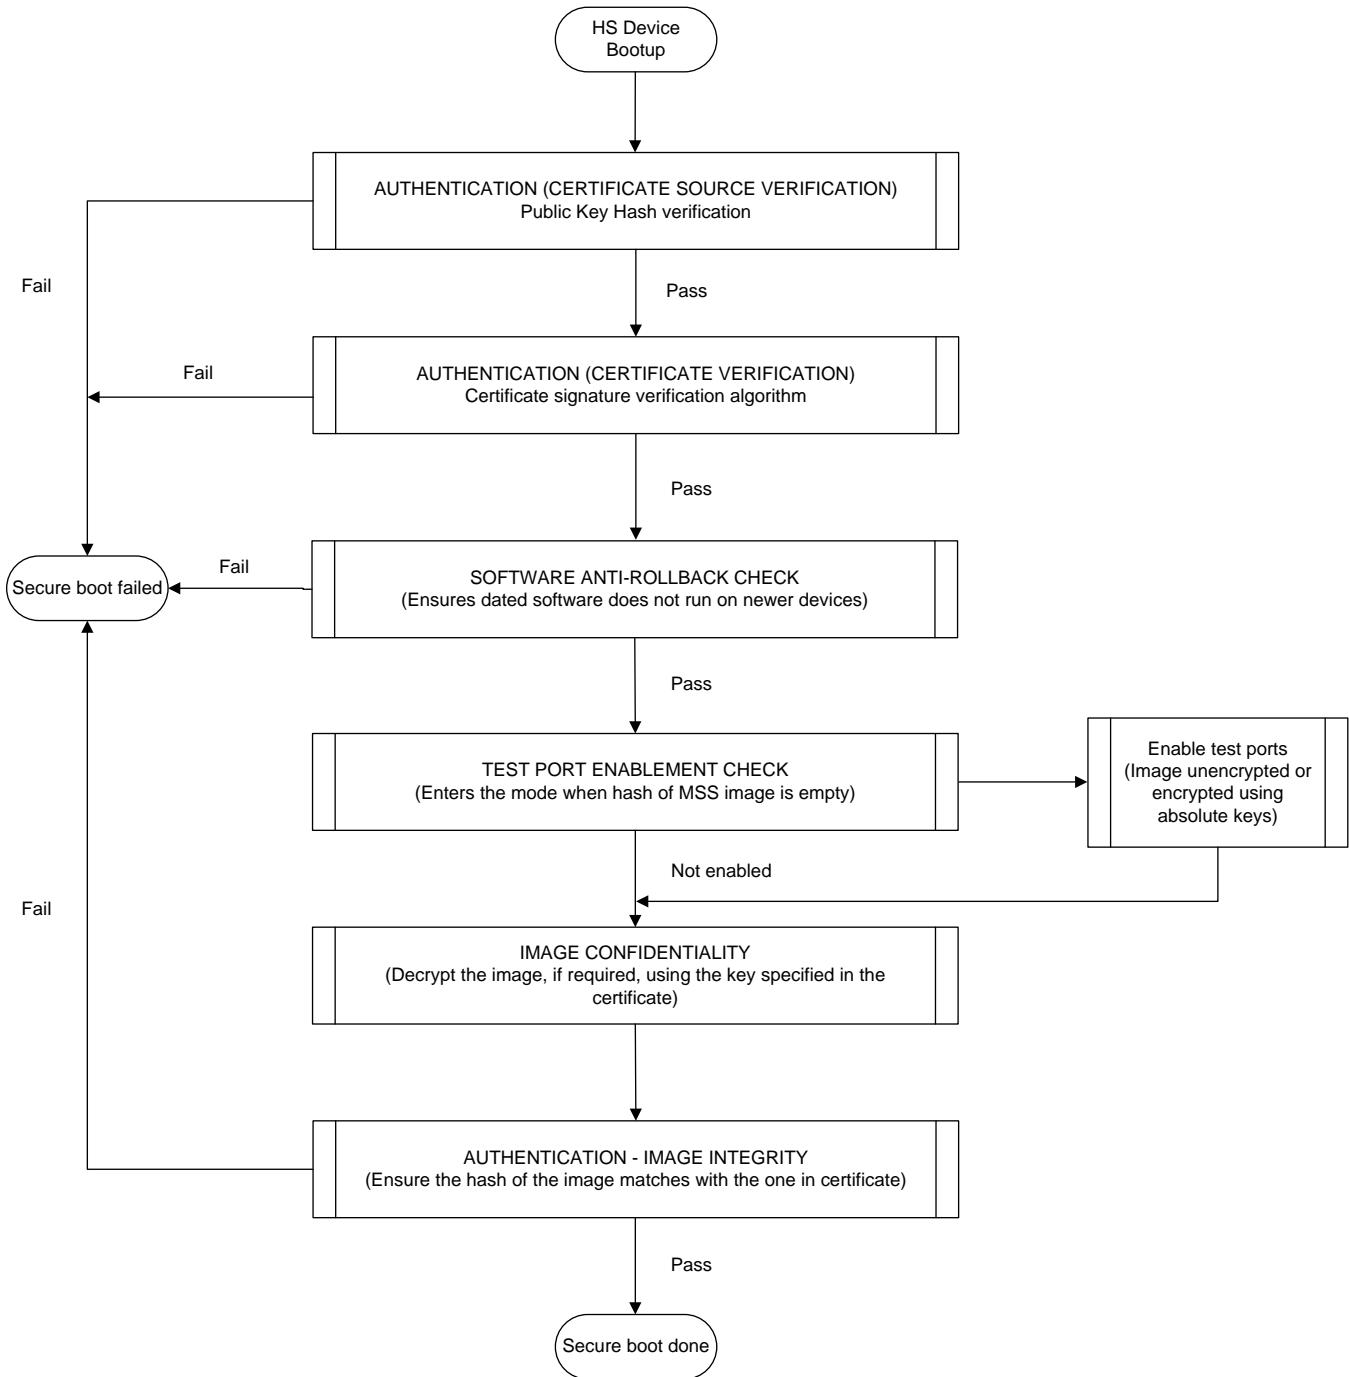 HS Device
Bootup
AUTHENTICATION (CERTIFICATE SOURCE VERIFICATION)
Public Key Hash verification
Fail
Pass
AUTHENTICATION (CERTIFICATE VERIFICATION)
Certificate signature verification algorithm
Fail
Pass
SOFTWARE ANTI-ROLLBACK CHECK
(Ensures dated software does not run on newer devices)
Fail
Secure boot failed
Pass
TEST PORT ENABLEMENT CHECK
(Enters the mode when hash of MSS image is empty)
Enable test ports
(Image unencrypted or
encrypted using
absolute keys)
Not enabled
Fail
IMAGE CONFIDENTIALITY
(Decrypt the image, if required, using the key specified in the
certificate)
AUTHENTICATION - IMAGE INTEGRITY
(Ensure the hash of the image matches with the one in certificate)
Pass
Secure boot done